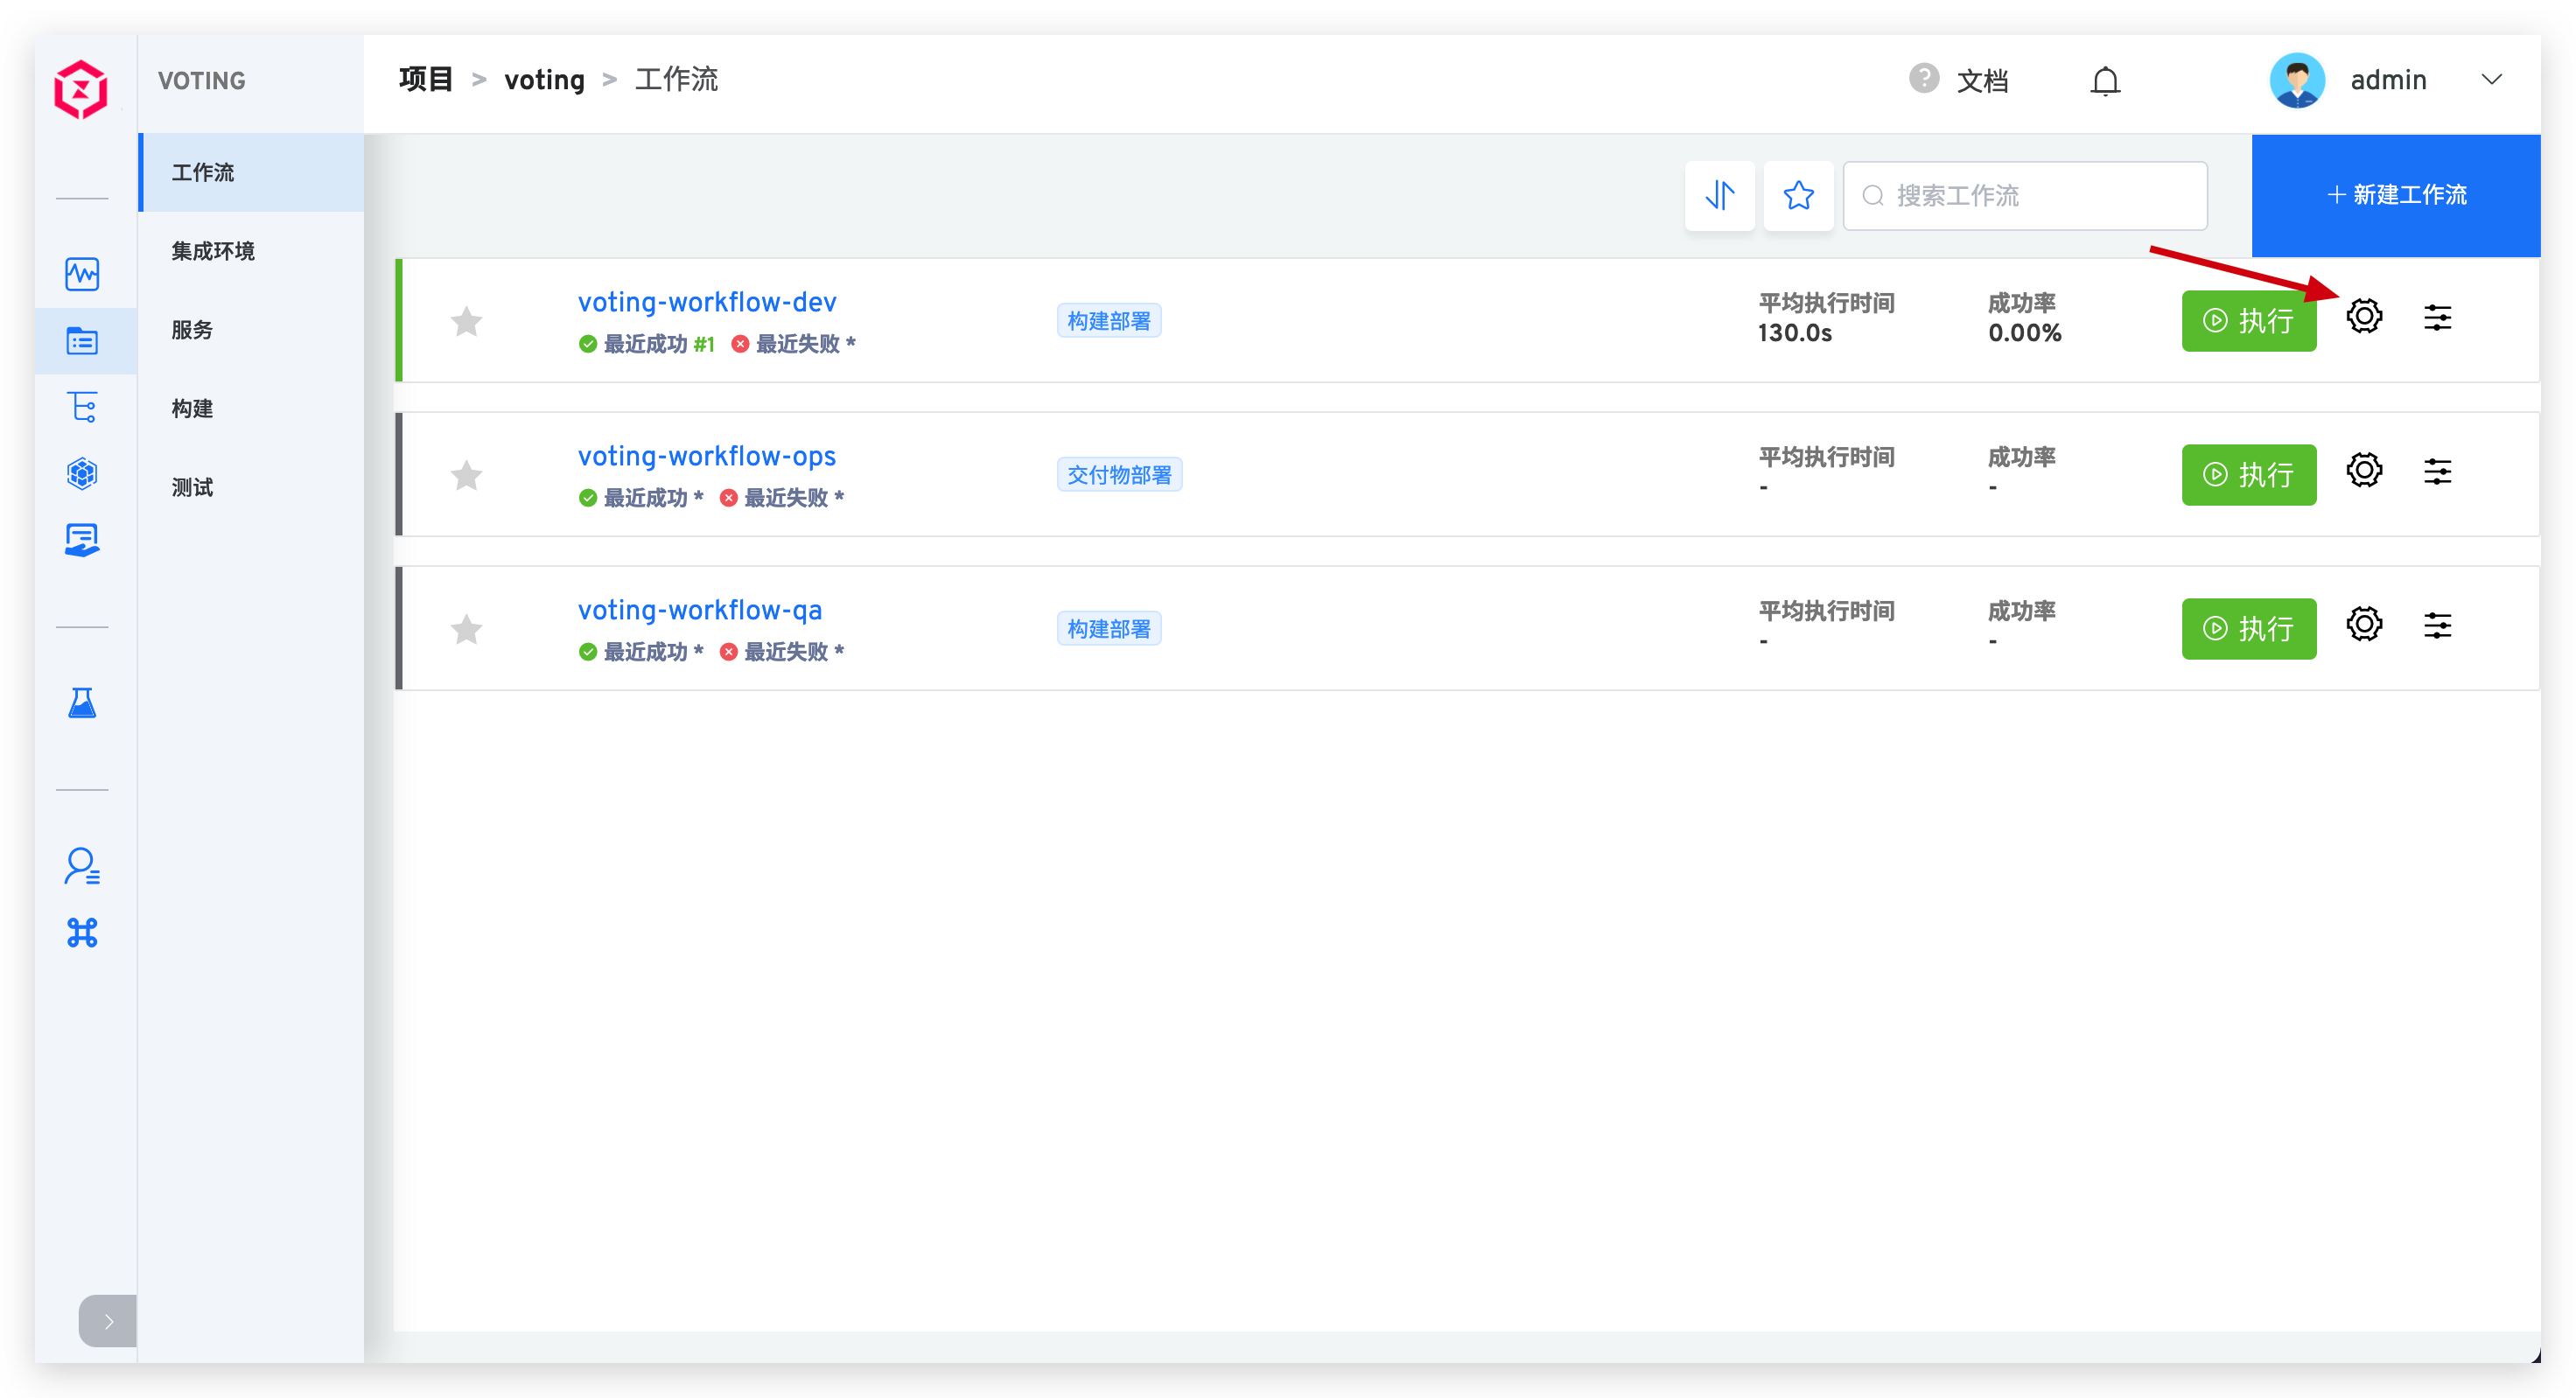 VOTING
项目 > voting > 工作流
? 文档
admin
工作流
集成环境
服务
构建
测试
搜索工作流
+ 新建工作流
voting-workflow-dev
最近成功 #1 最近失败 *
构建部署
平均执行时间
130.0s
成功率
0.00%
执行
voting-workflow-ops
最近成功 * 最近失败 *
交付物部署
平均执行时间
-
成功率
-
执行
voting-workflow-qa
最近成功 * 最近失败 *
构建部署
平均执行时间
-
成功率
-
执行